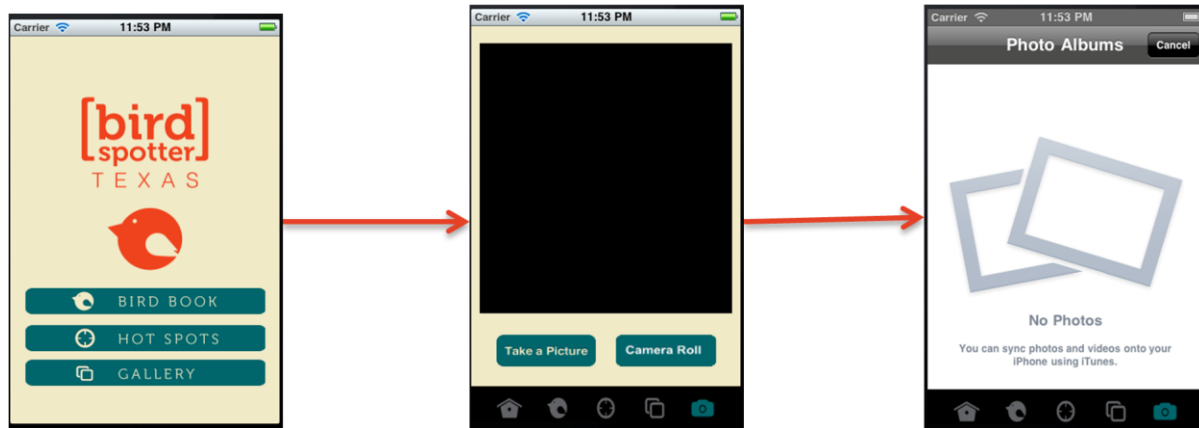 Carrier 11:53 PM
[bird
spotter]
TEXAS
BIRD BOOK
HOT SPOTS
GALLERY
Carrier 11:53 PM
Take a Picture Camera Roll
Carrier 11:53 PM
Photo Albums Cancel
No Photos
You can sync photos and videos onto your
iPhone using iTunes.